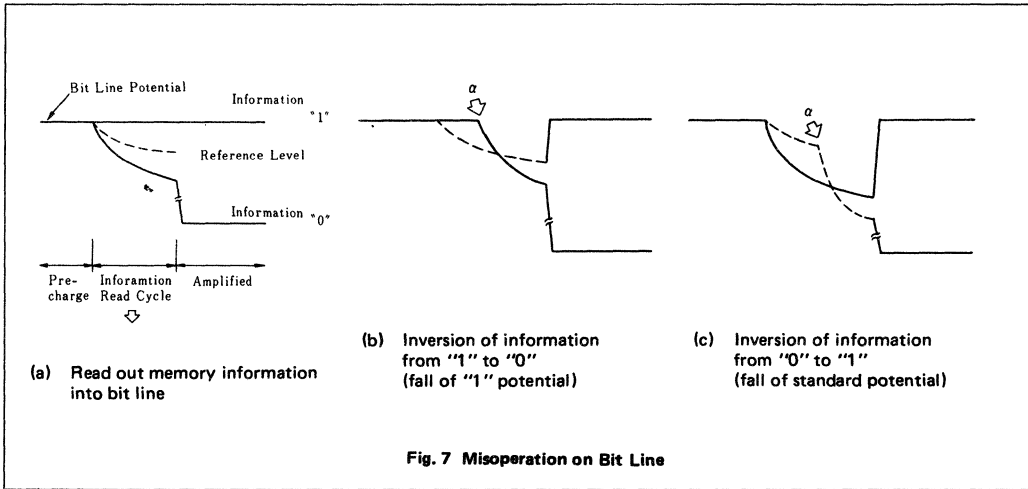 Bit Line Potential
Information "1"
Reference Level
Information "0"
Pre-
charge
Inforamtion
Read Cycle
Amplified
(a) Read out memory information
into bit line
α
(b) Inversion of information
from "1" to "0"
(fall of "1" potential)
α
(c) Inversion of information
from "0" to "1"
(fall of standard potential)
Fig. 7 Misoperation on Bit Line